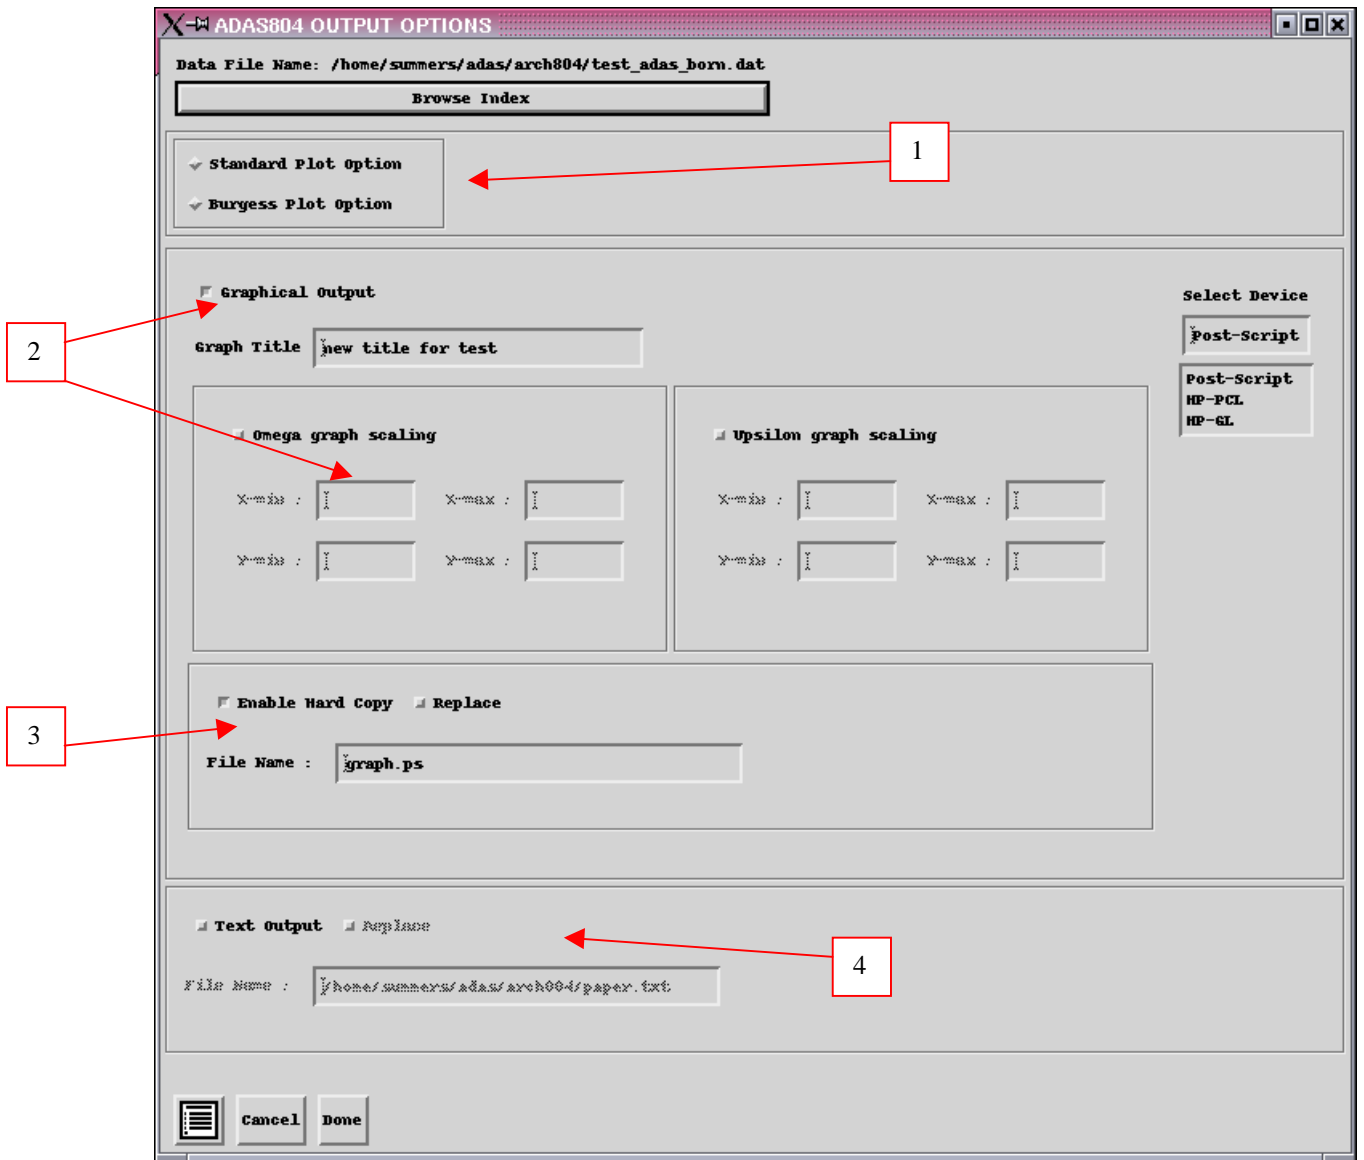 ADAS804 OUTPUT OPTIONS
Data File Name: /home/summers/adas/arch804/test_adas_born.dat
Browse Index
1
Standard Plot Option
Burgess Plot Option
Graphical Output
Select Device
Graph Title new title for test
Post-Script
2
Post-Script
HP-PCL
HP-GL
Omega graph scaling
Upsilon graph scaling
X-min : X-max : X-min : X-max :
Y-min : Y-max : Y-min : Y-max :
Enable Hard Copy Replace
3
File Name : graph.ps
Text Output Replace
4
File Name : /home/summers/adas/arch804/paper.txt
Cancel Done